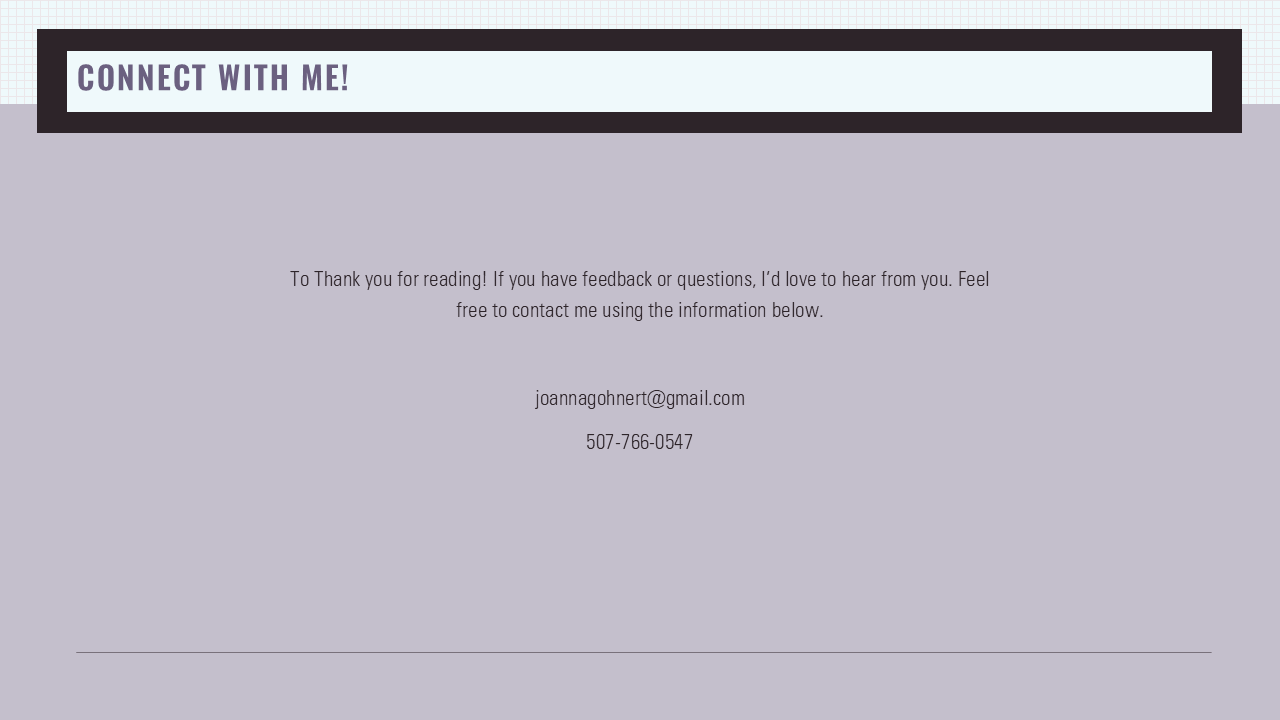 CONNECT WITH ME!
To Thank you for reading! If you have feedback or questions, I’d love to hear from you. Feel
free to contact me using the information below.
joannagohnert@gmail.com
507-766-0547